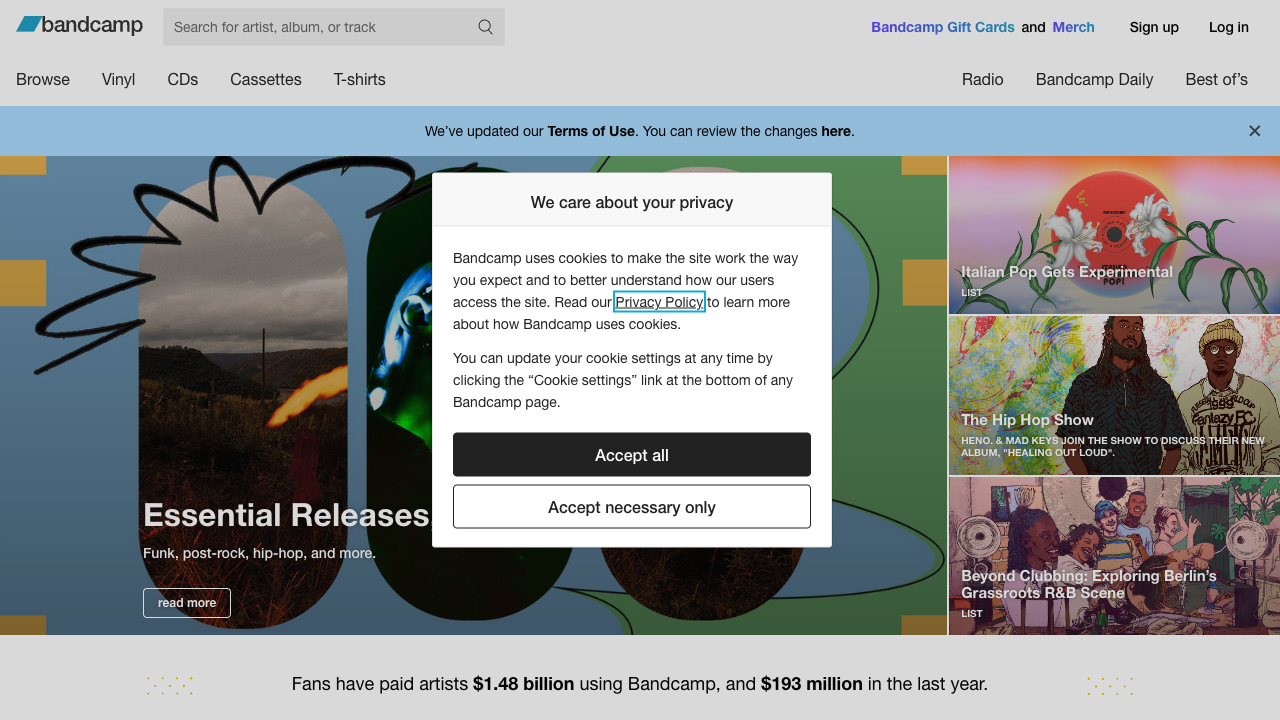 bandcamp
Search for artist, album, or track
Bandcamp Gift Cards and Merch
Sign up
Log in
Browse
Vinyl
CDs
Cassettes
T-shirts
Radio
Bandcamp Daily
Best of’s
We’ve updated our Terms of Use. You can review the changes here.
We care about your privacy
Bandcamp uses cookies to make the site work the way
you expect and to better understand how our users
access the site. Read our Privacy Policy to learn more
about how Bandcamp uses cookies.
You can update your cookie settings at any time by
clicking the “Cookie settings” link at the bottom of any
Bandcamp page.
Accept all
Accept necessary only
Essential Releases
Funk, post-rock, hip-hop, and more.
read more
Italian Pop Gets Experimental
LIST
The Hip Hop Show
HENO. & MAD KEYS JOIN THE SHOW TO DISCUSS THEIR NEW
ALBUM, "HEALING OUT LOUD".
Beyond Clubbing: Exploring Berlin’s
Grassroots R&B Scene
LIST
Fans have paid artists $1.48 billion using Bandcamp, and $193 million in the last year.